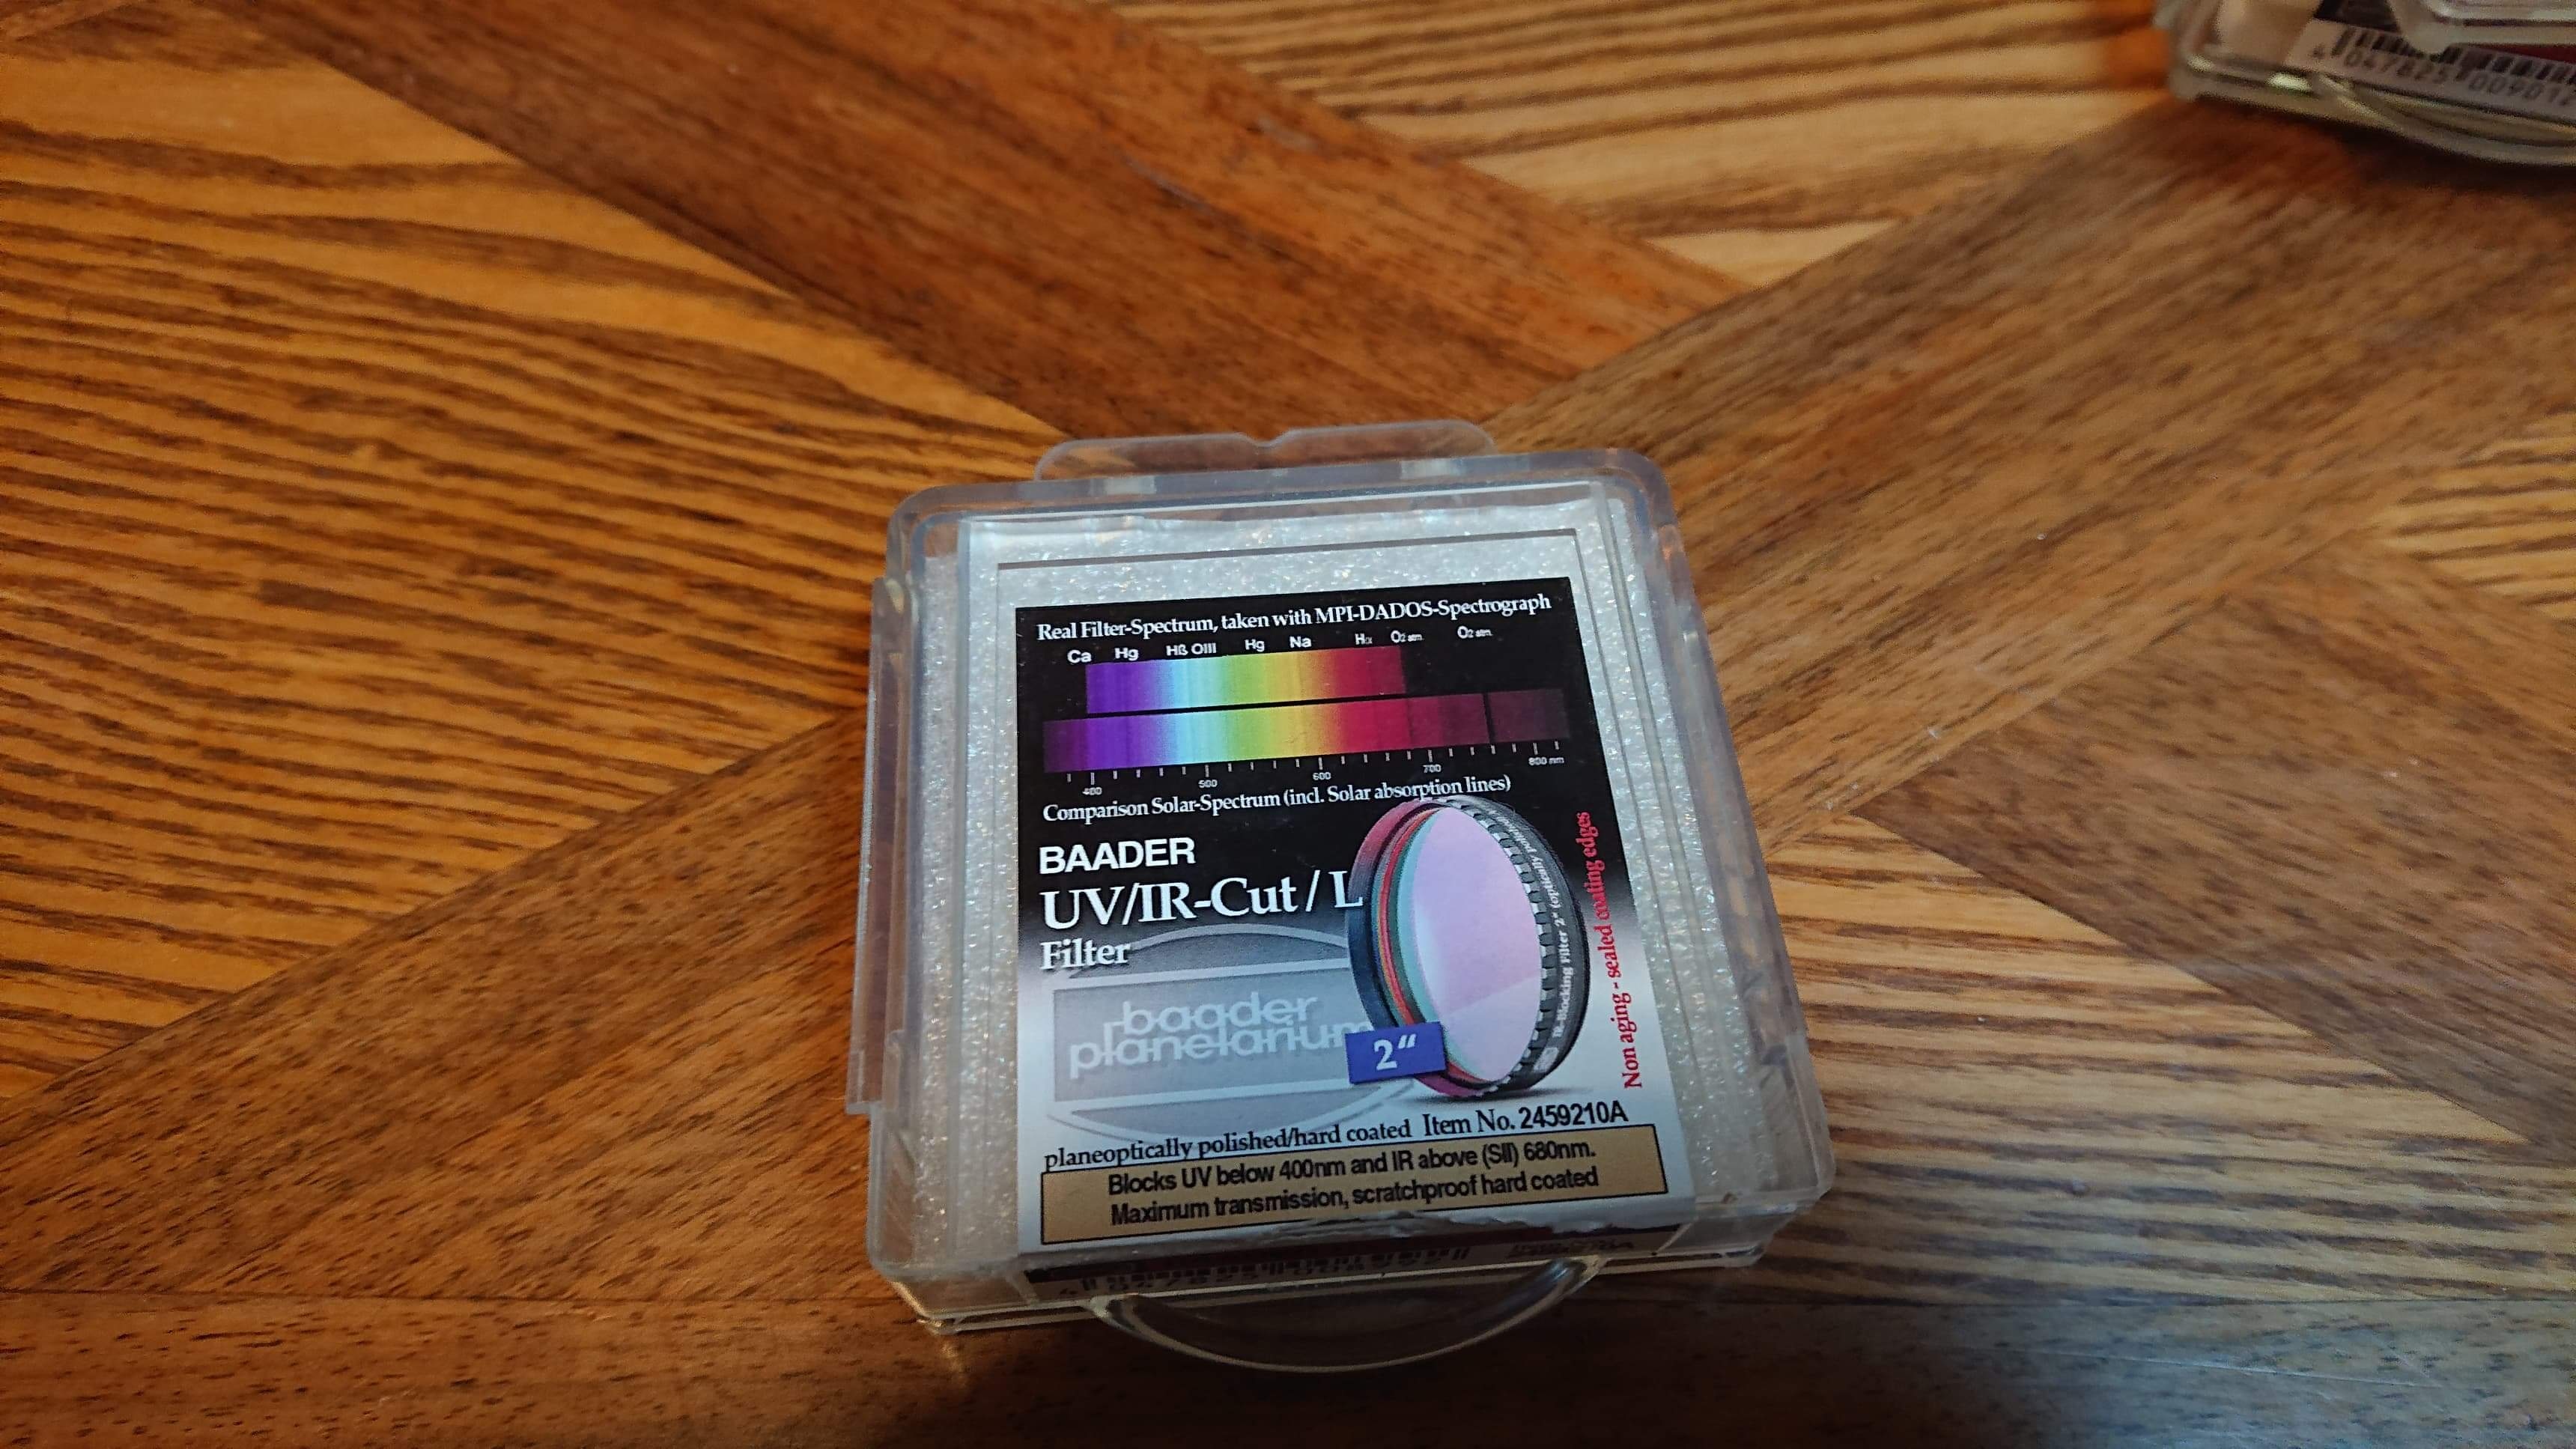 Real Filter-Spectrum, taken with MPI-DADOS-Spectrograph
Ca Hg Hß OIII Hg Na Hα O2 atm. O2 atm.
400 500 600 700 800 nm
Comparison Solar-Spectrum (incl. Solar absorption lines)
BAADER
UV/IR-Cut / L
Filter
baader
planetarium
2"
Non aging - sealed coating edges
planeoptically polished/hard coated Item No. 2459210A
Blocks UV below 400nm and IR above (SII) 680nm.
Maximum transmission, scratchproof hard coated